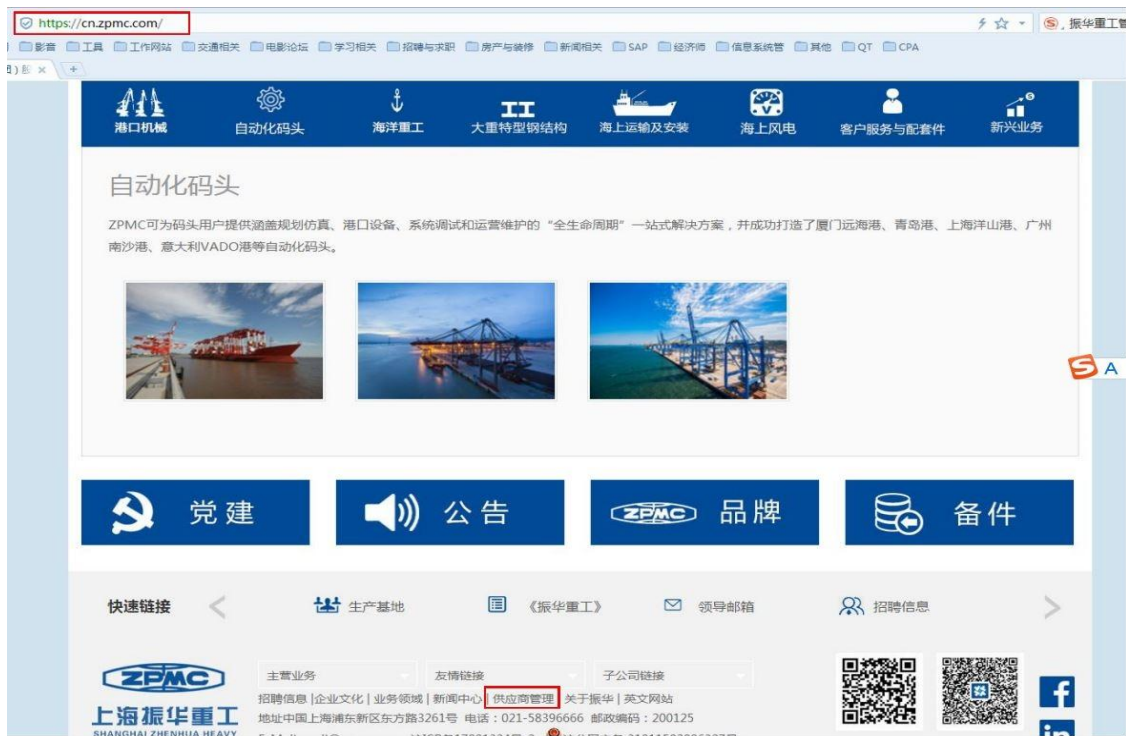 https://cn.zpmc.com/
振华重工管
影音 工具 工作网站 交通相关 电影论坛 学习相关 招聘与求职 房产与装修 新闻相关 SAP 经济师 信息系统管 其他 QT CPA
港口机械 自动化码头 海洋重工 大重特型钢结构 海上运输及安装 海上风电 客户服务与配套件 新兴业务
自动化码头
ZPMC可为码头用户提供涵盖规划仿真、港口设备、系统调试和运营维护的“全生命周期”一站式解决方案，并成功打造了厦门远海港、青岛港、上海洋山港、广州
南沙港、意大利VADO港等自动化码头。
A
党建 公告 ZPMC 品牌 备件
快速链接 生产基地 《振华重工》 领导邮箱 招聘信息
ZPMC
主营业务 友情链接 子公司链接
招聘信息 |企业文化 | 业务领域 | 新闻中心 | 供应商管理 | 关于振华 | 英文网站
上海振华重工
地址中国上海浦东新区东方路3261号 电话：021-58396666 邮政编码：200125
SHANGHAI ZHENHUA HEAVY